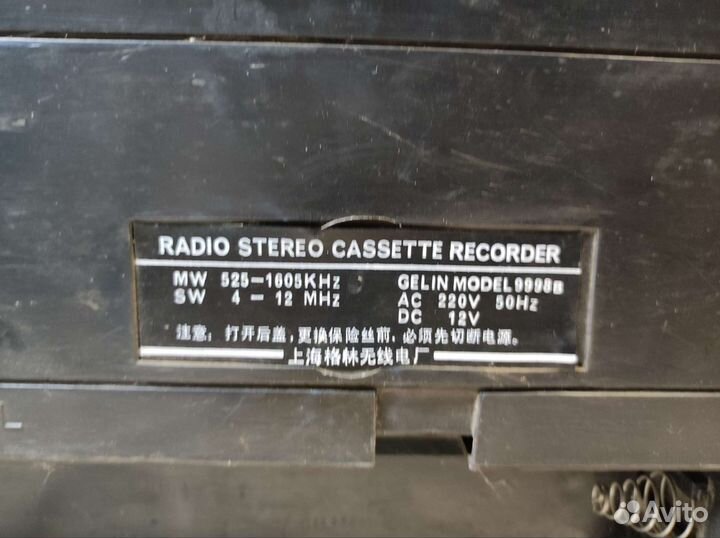 RADIO STEREO CASSETTE RECORDER
MW 525-1605KHz
SW 4-12 MHz
GELIN MODEL 9998B
AC 220V 50Hz
DC 12V
注意：打开后盖，更换保险丝前，必须先切断电源。
上海格林无线电厂
Avito